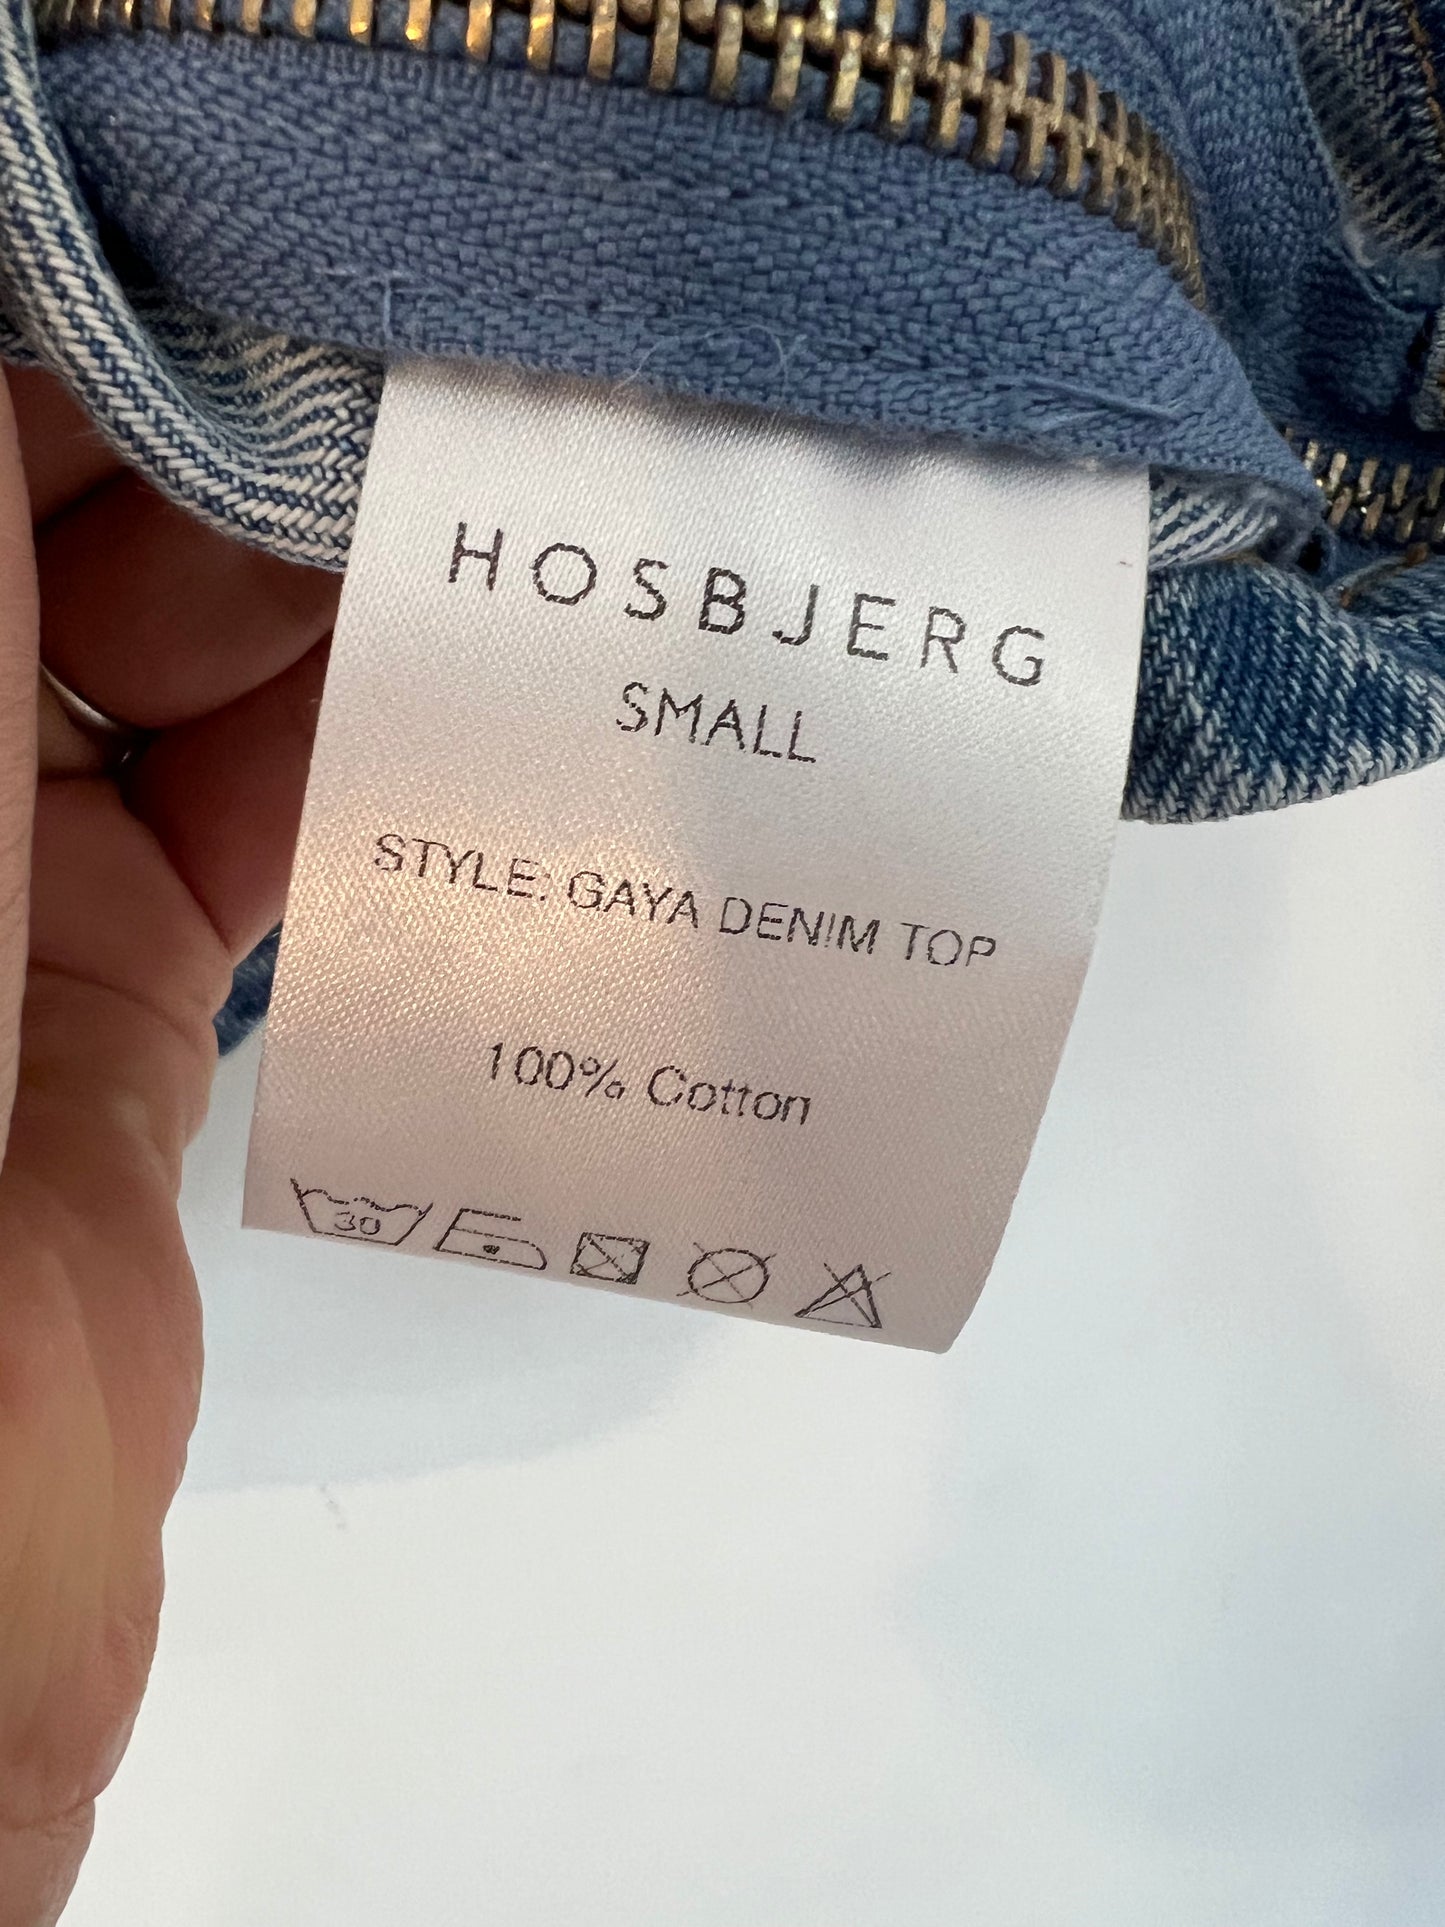 HOSBJERG
SMALL
STYLE: GAYA DENIM TOP
100% Cotton
30